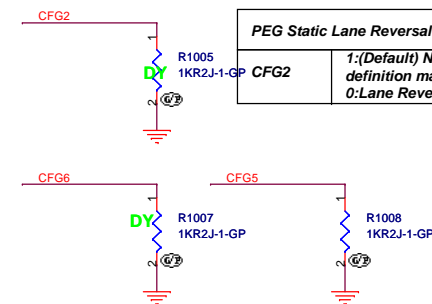 CFG2
PEG Static Lane Reversal
1
R1005
DY
1KR2J-1-GP
CFG2
1:(Default) N
definition ma
0:Lane Reve
2
G/P
CFG6
CFG5
1
1
DY
R1007
R1008
1KR2J-1-GP
1KR2J-1-GP
2
G/P
2
G/P